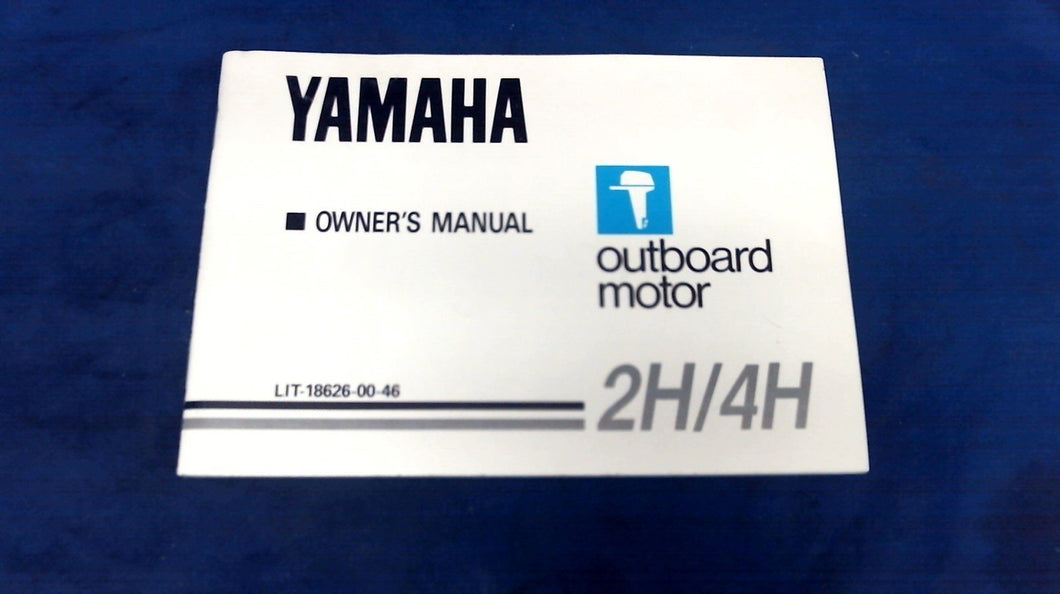 YAMAHA
■ OWNER'S MANUAL
outboard
motor
LIT-18626-00-46
2H/4H